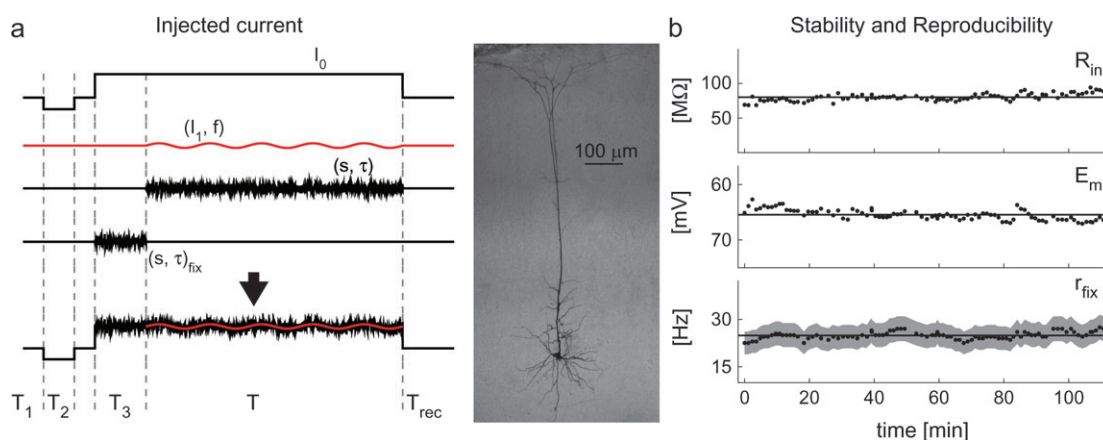 a
Injected current
I0
(I1, f)
(s, τ)
(s, τ)fix
T1
T2
T3
T
Trec
100 μm
b
Stability and Reproducibility
Rin
100
50
[MΩ]
Em
60
70
[mV]
rfix
30
15
[Hz]
0 20 40 60 80 100
time [min]